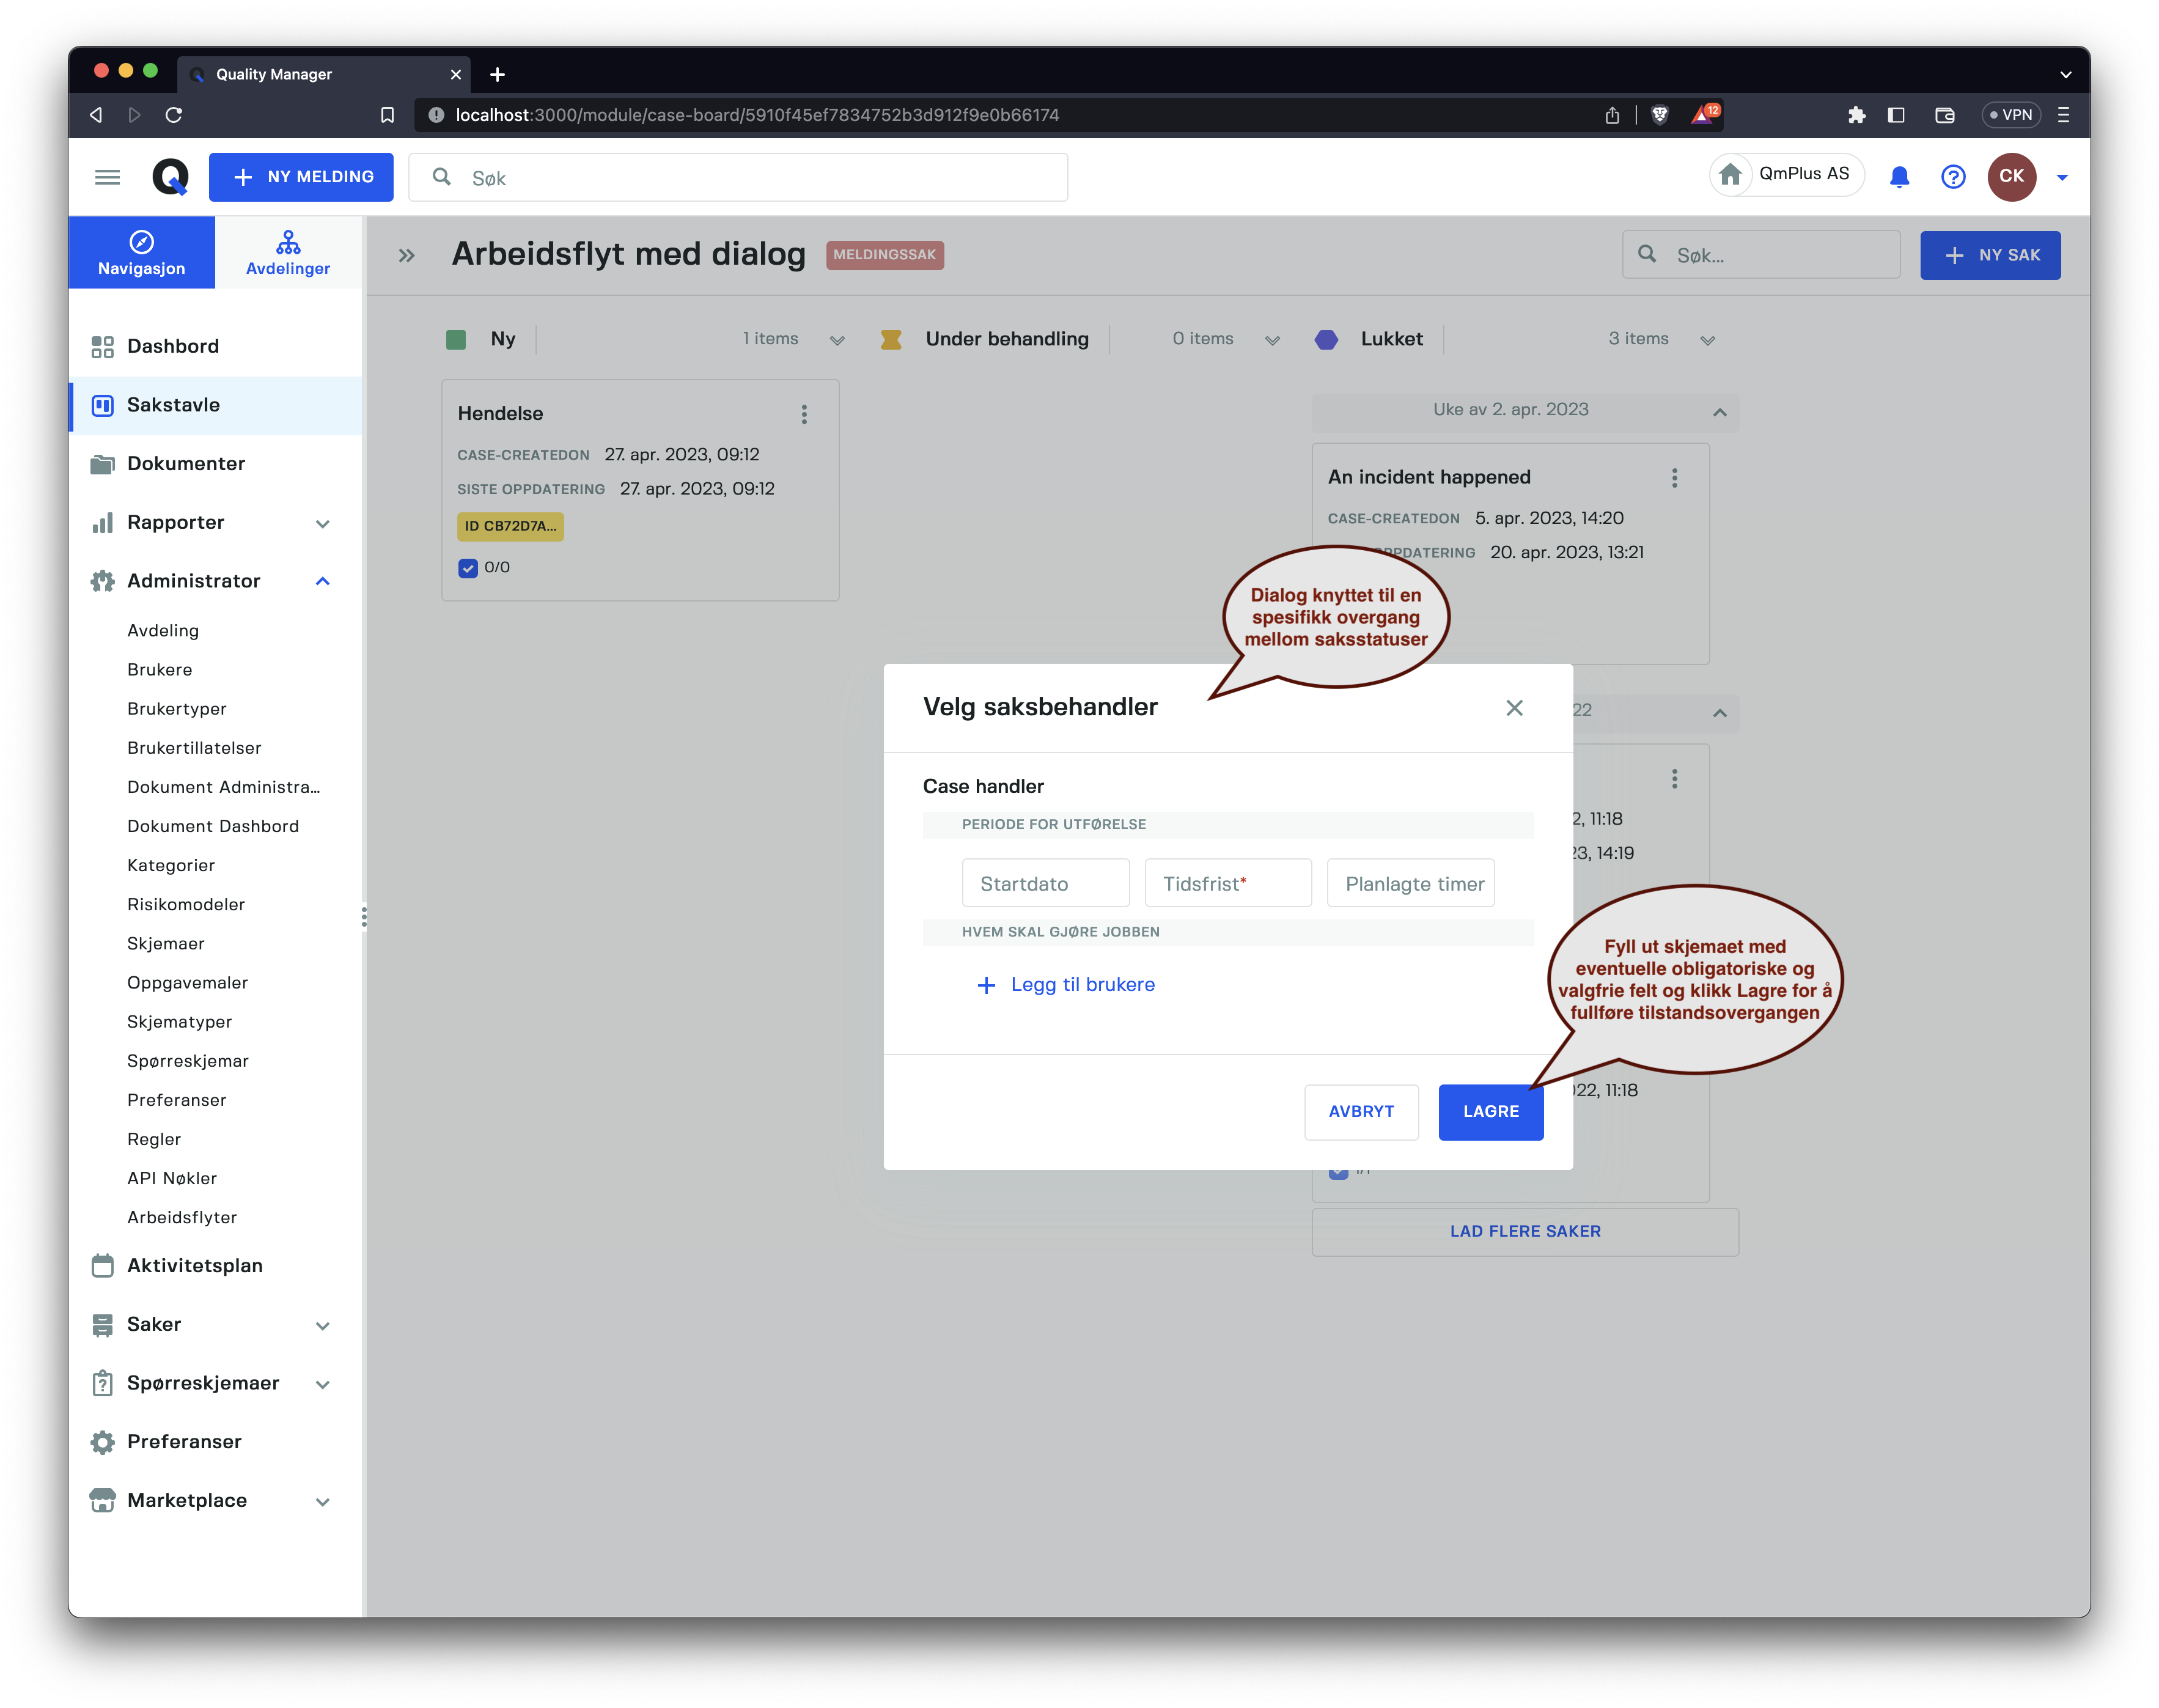 Quality Manager
localhost:3000/module/case-board/5910f45ef7834752b3d912f9e0b66174
12
VPN
NY MELDING
Søk
QmPlus AS
CK
Navigasjon
Avdelinger
Arbeidsflyt med dialog
MELDINGSSAK
Søk...
NY SAK
Dashbord
Sakstavle
Dokumenter
Rapporter
Administrator
Avdeling
Brukere
Brukertyper
Brukertillatelser
Dokument Administra...
Dokument Dashbord
Kategorier
Risikomodeler
Skjemaer
Oppgavemaler
Skjematyper
Spørreskjemar
Preferanser
Regler
API Nøkler
Arbeidsflyter
Aktivitetsplan
Saker
Spørreskjemaer
Preferanser
Marketplace
Ny
1 items
Under behandling
0 items
Lukket
3 items
Hendelse
CASE-CREATEDON 27. apr. 2023, 09:12
SISTE OPPDATERING 27. apr. 2023, 09:12
ID CB72D7A...
0/0
Uke av 2. apr. 2023
An incident happened
CASE-CREATEDON 5. apr. 2023, 14:20
PPDATERING 20. apr. 2023, 13:21
Dialog knyttet til en
spesifikk overgang
mellom saksstatuser
22
2, 11:18
23, 14:19
Velg saksbehandler
Case handler
PERIODE FOR UTFØRELSE
Startdato
Tidsfrist*
Planlagte timer
HVEM SKAL GJØRE JOBBEN
Legg til brukere
AVBRYT
LAGRE
Fyll ut skjemaet med
eventuelle obligatoriske og
valgfrie felt og klikk Lagre for å
fullføre tilstandsovergangen
022, 11:18
LAD FLERE SAKER